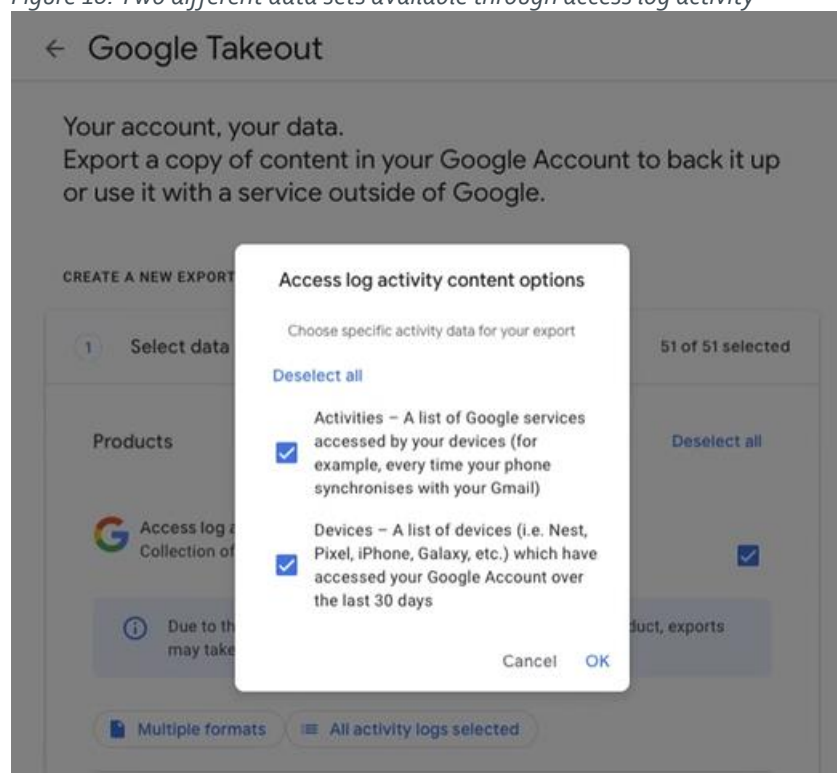 Figure 18: Two different data sets available through access log activity
← Google Takeout
Your account, your data.
Export a copy of content in your Google Account to back it up
or use it with a service outside of Google.
CREATE A NEW EXPORT
Access log activity content options
Choose specific activity data for your export
1 Select data
51 of 51 selected
Deselect all
Activities – A list of Google services
accessed by your devices (for
example, every time your phone
synchronises with your Gmail)
Products
Deselect all
Devices – A list of devices (i.e. Nest,
Pixel, iPhone, Galaxy, etc.) which have
accessed your Google Account over
the last 30 days
Access log
Collection of
Due to
duct, exports
may take
Cancel OK
Multiple formats
All activity logs selected